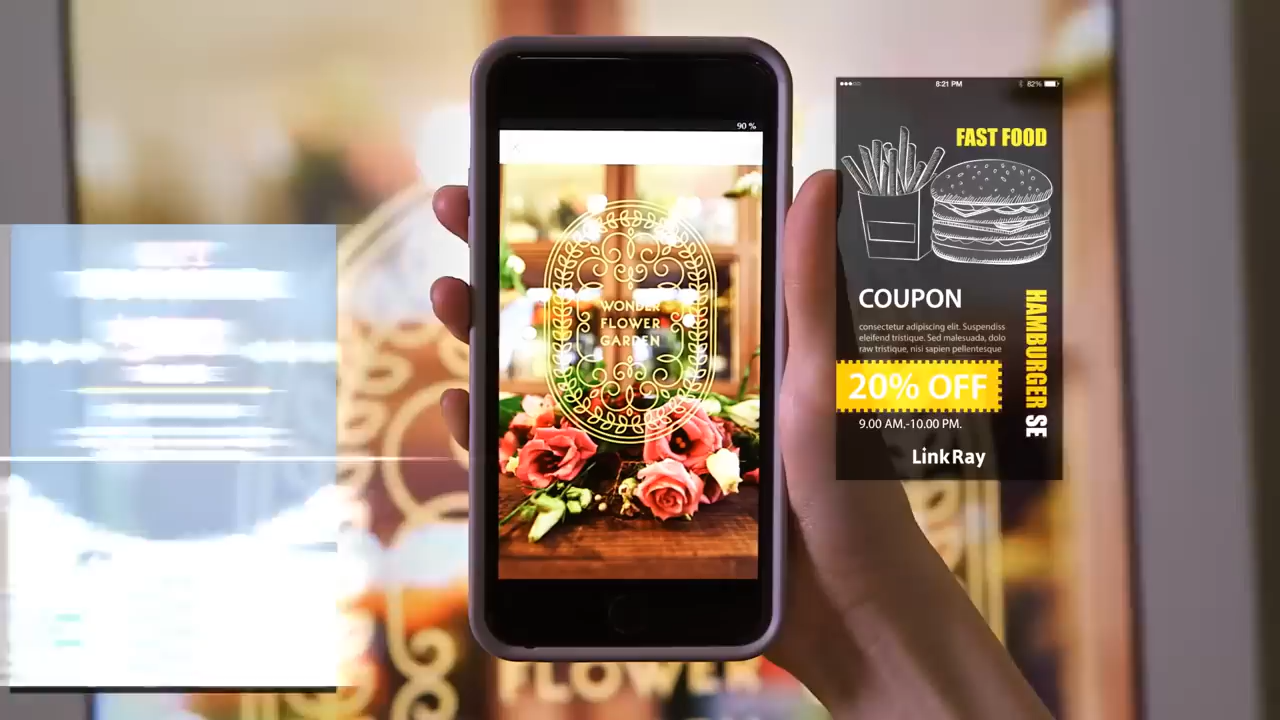 90 %
WONDER
FLOWER
GARDEN
8:21 PM
82%
FAST FOOD
COUPON
consectetur adipiscing elit. Suspendiss
eleifend tristique. Sed malesuada, dolo
raw tristique, nisi sapien pellentesque
20% OFF
9.00 AM.-10.00 PM.
HAMBURGER SE
LinkRay
FLOWER